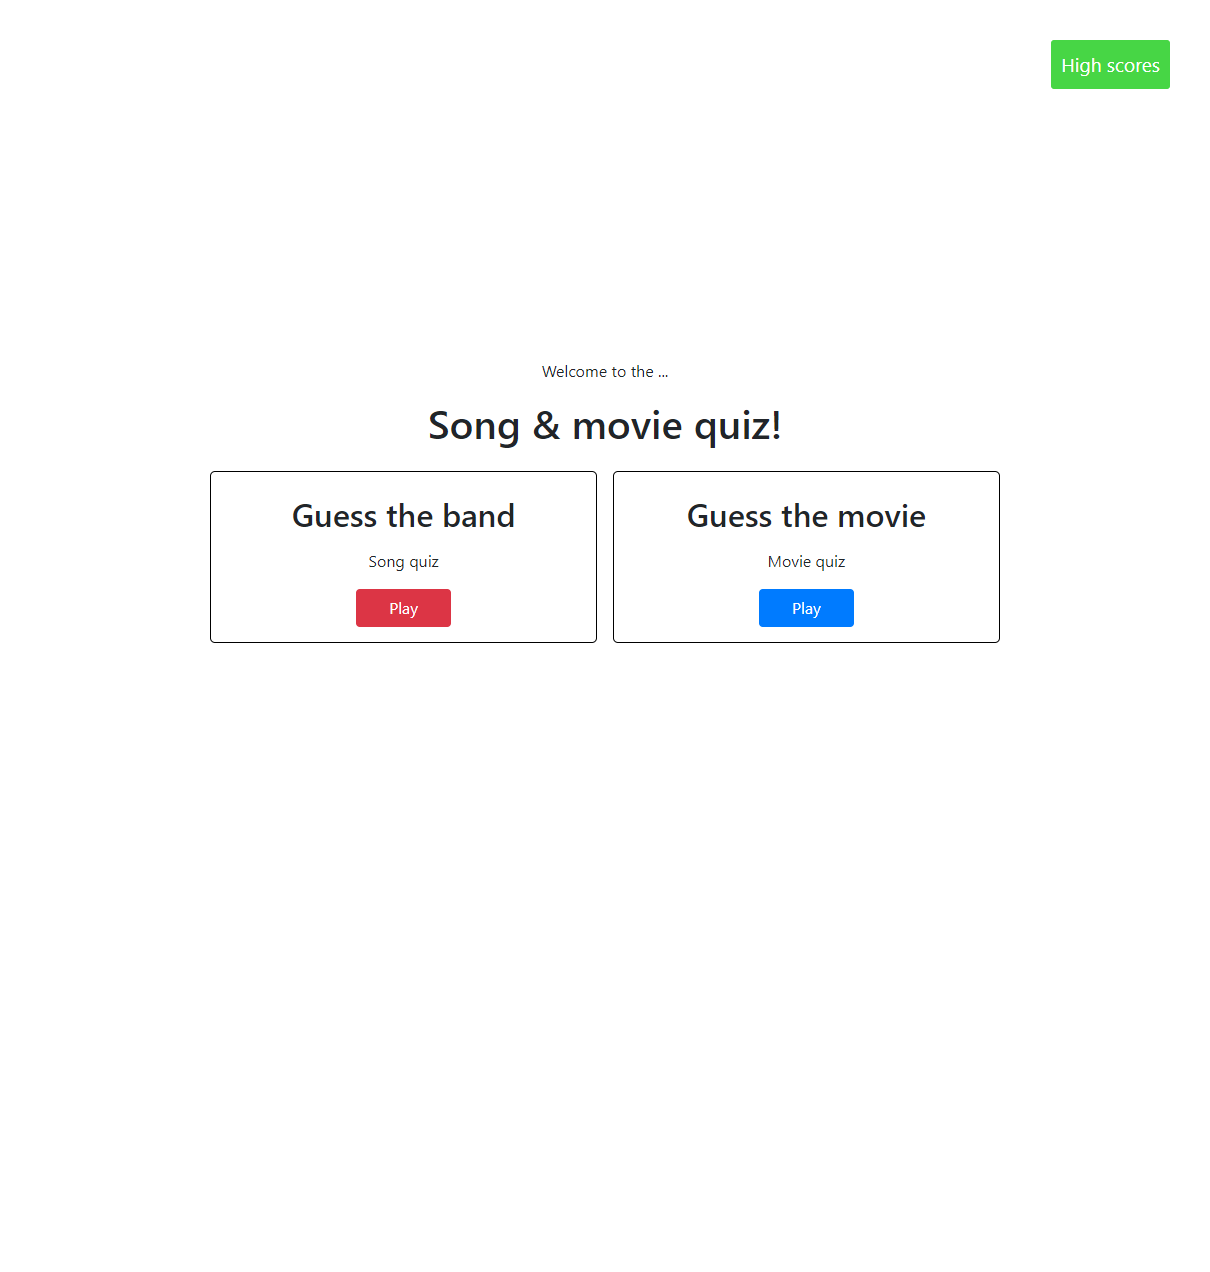 High scores
Welcome to the ...
Song & movie quiz!
Guess the band
Song quiz
Play
Guess the movie
Movie quiz
Play